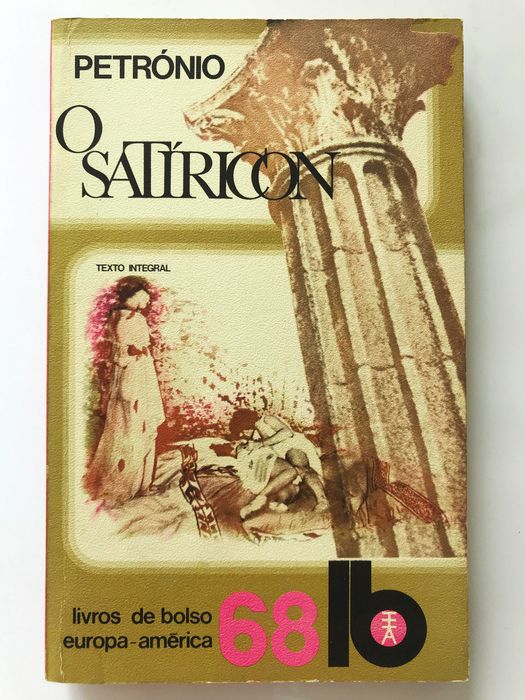 PETRÓNIO
O
SATÍRICON
TEXTO INTEGRAL
livros de bolso
europa-américa
68
lb